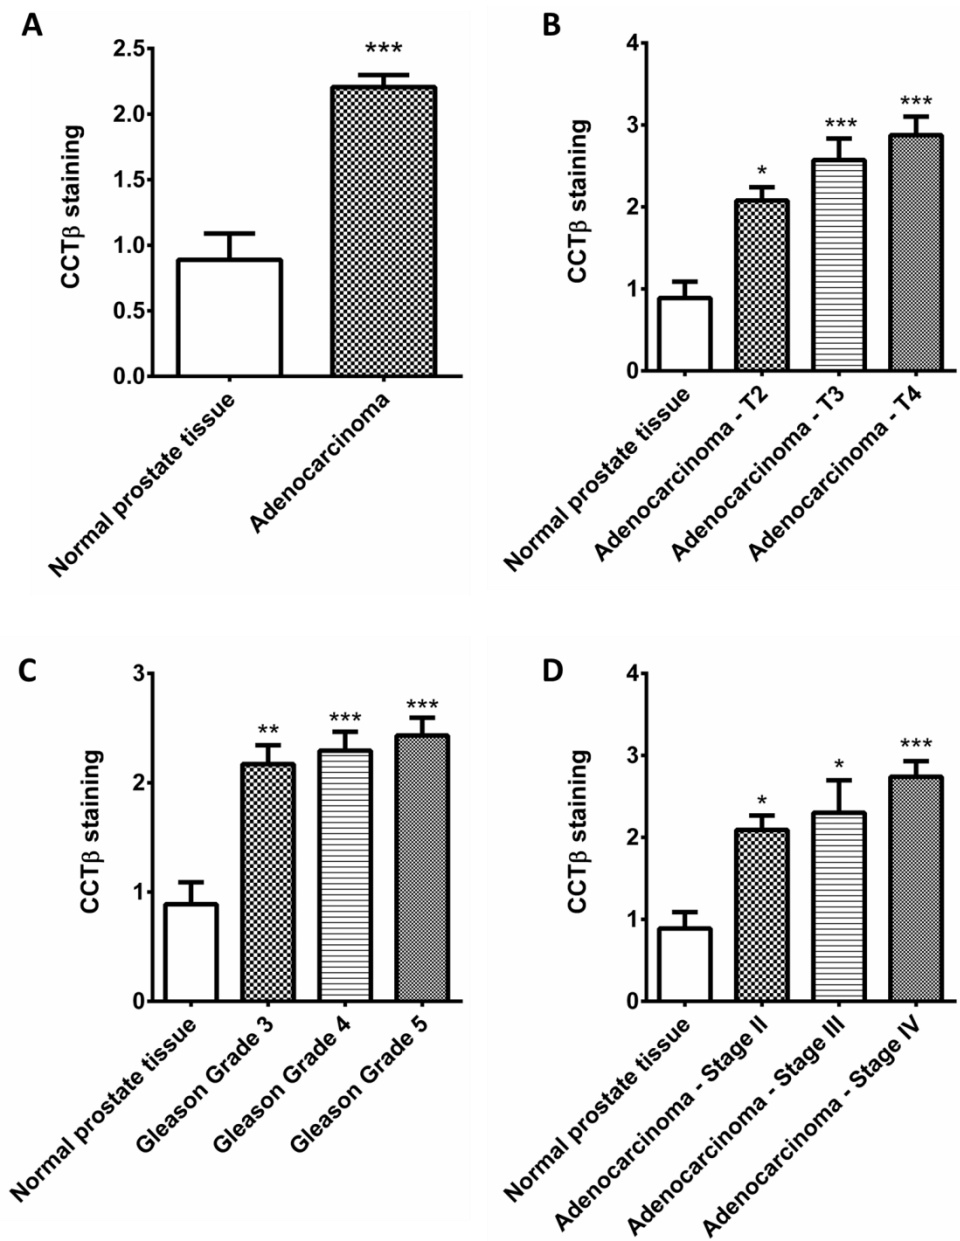 A
CCTβ staining
2.5
2.0
1.5
1.0
0.5
0.0
***
Normal prostate tissue
Adenocarcinoma
B
CCTβ staining
4
3
2
1
0
*
***
***
Normal prostate tissue
Adenocarcinoma - T2
Adenocarcinoma - T3
Adenocarcinoma - T4
C
CCTβ staining
3
2
1
0
**
***
***
Normal prostate tissue
Gleason Grade 3
Gleason Grade 4
Gleason Grade 5
D
CCTβ staining
4
3
2
1
0
*
*
***
Normal prostate tissue
Adenocarcinoma - Stage II
Adenocarcinoma - Stage III
Adenocarcinoma - Stage IV